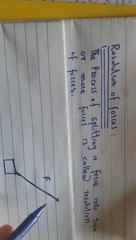 Resolution of forces :
The Process of splitting a force into two
or more forces is called resolution
of forces.
F